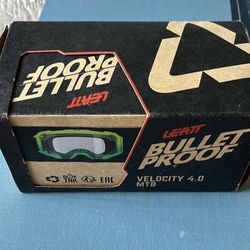 LEATT
BULLET
PROOF
LEATT
BULLET
PROOF
VELOCITY 4.0
MTB
EAC